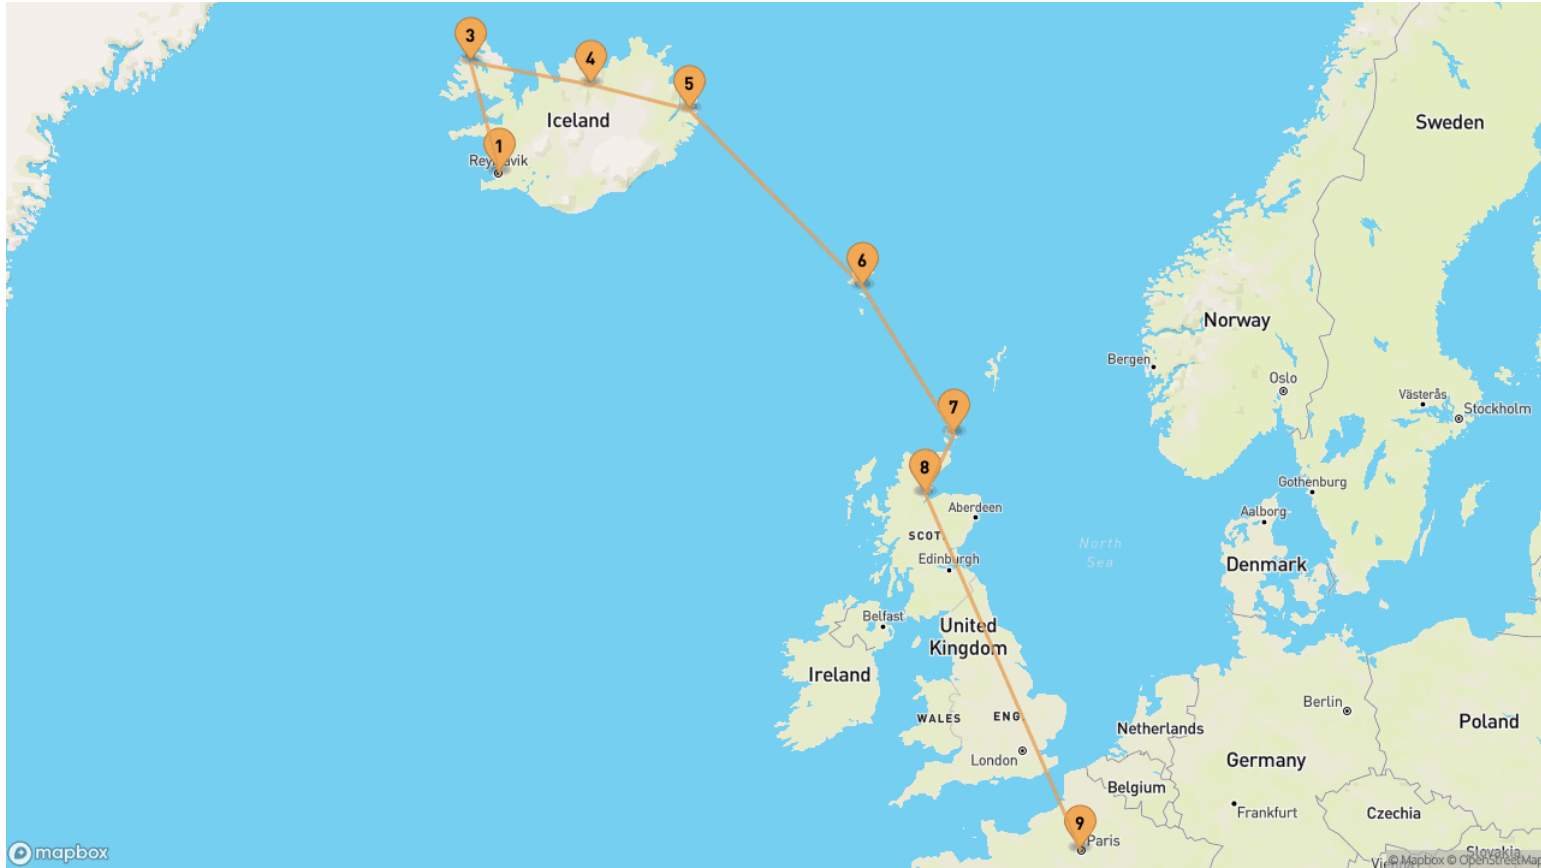 3
4
5
1
Iceland
Sweden
6
Norway
Bergen
Oslo
Västerås
Stockholm
7
8
Gothenburg
Aalborg
Aberdeen
SCOT.
North
Sea
Edinburgh
Denmark
Belfast
United
Kingdom
Ireland
Berlin
WALES
ENG.
Netherlands
Poland
London
Germany
Belgium
Frankfurt
Czechia
9
Paris
mapbox
Slovakia
© Mapbox © OpenStreetMap